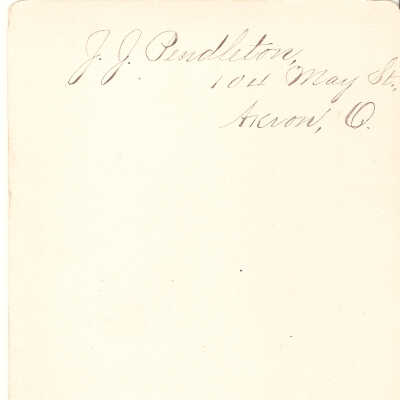 J. J. Pendleton,
104 May St.,
Akron, O.